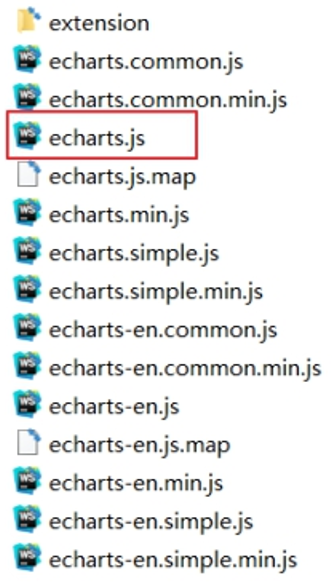 extension
echarts.common.js
echarts.common.min.js
echarts.js
echarts.js.map
echarts.min.js
echarts.simple.js
echarts.simple.min.js
echarts-en.common.js
echarts-en.common.min.js
echarts-en.js
echarts-en.js.map
echarts-en.min.js
echarts-en.simple.js
echarts-en.simple.min.js